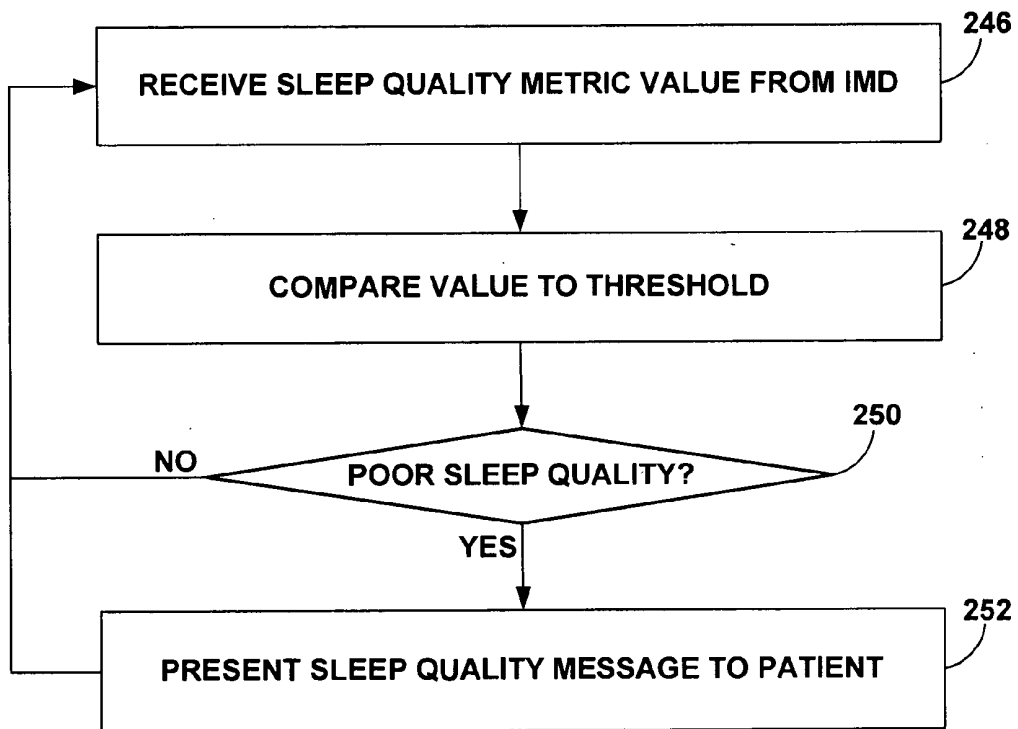 246
RECEIVE SLEEP QUALITY METRIC VALUE FROM IMD
248
COMPARE VALUE TO THRESHOLD
250
NO
POOR SLEEP QUALITY?
YES
252
PRESENT SLEEP QUALITY MESSAGE TO PATIENT